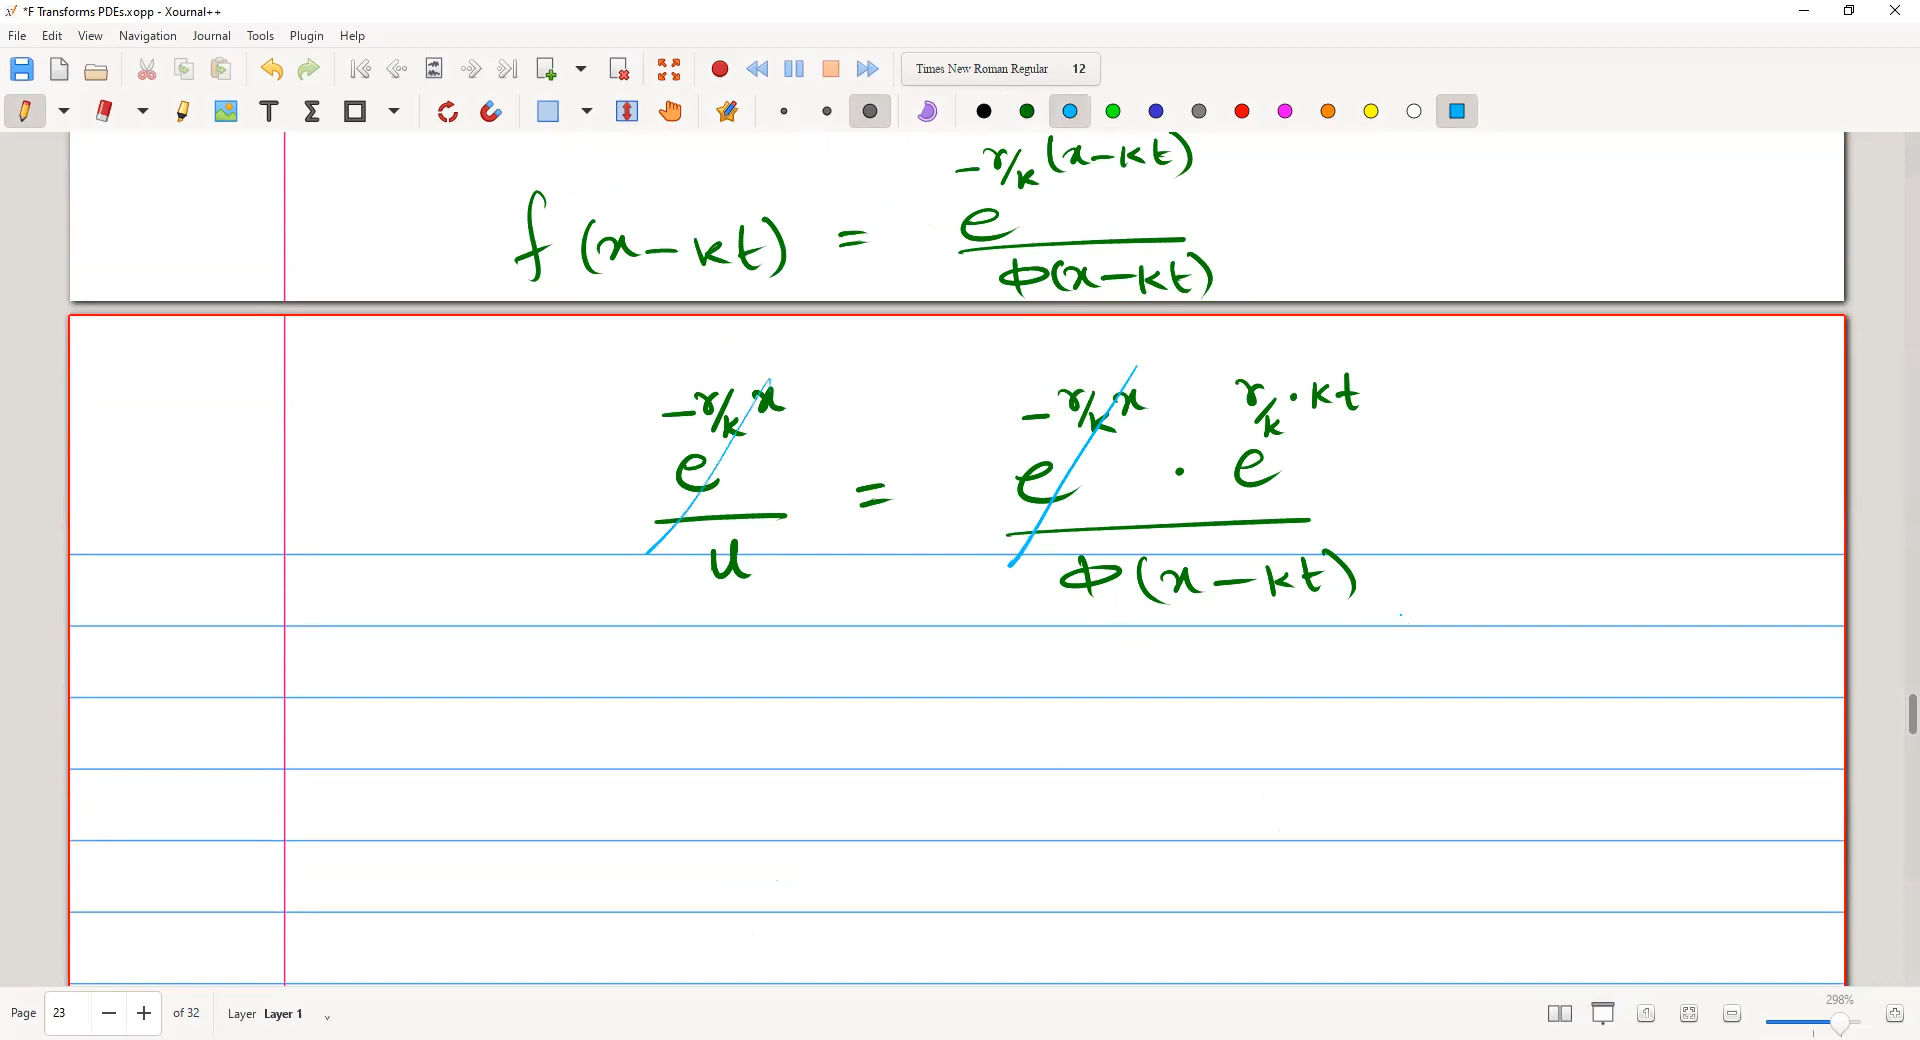 *F Transforms PDEs.xopp - Xournal++
File Edit View Navigation Journal Tools Plugin Help
Times New Roman Regular 12
f(x-kt) = e^{-r/k(x-kt)} / ϕ(x-kt)
e^{-r/k x} / u = e^{-r/k x} · e^{r/k · kt} / ϕ(x-kt)
Page 23 of 32 Layer Layer 1 298%